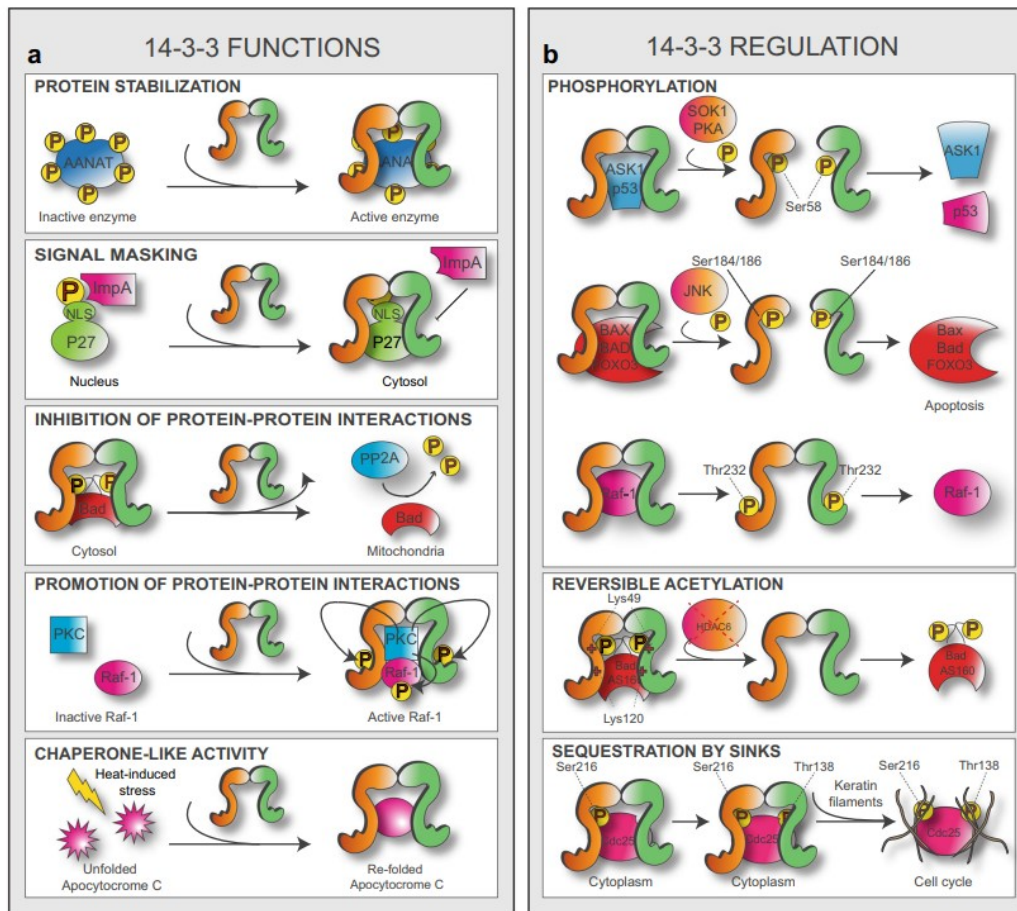 a
14-3-3 FUNCTIONS
PROTEIN STABILIZATION
P
P
P
P
AANAT
P
P
Inactive enzyme
P
P
ANA
P
Active enzyme
SIGNAL MASKING
P
ImpA
NLS
P27
Nucleus
ImpA
NLS
P27
Cytosol
INHIBITION OF PROTEIN-PROTEIN INTERACTIONS
P
P
Bad
Cytosol
PP2A
P
P
Bad
Mitochondria
PROMOTION OF PROTEIN-PROTEIN INTERACTIONS
PKC
Raf-1
Inactive Raf-1
PKC
P
P
Raf-1
P
Active Raf-1
CHAPERONE-LIKE ACTIVITY
Heat-induced
stress
Unfolded
Apocytocrome C
Re-folded
Apocytocrome C
b
14-3-3 REGULATION
PHOSPHORYLATION
ASK1
p53
SOK1
PKA
P
P
P
Ser58
ASK1
p53
BAX
BAD
FOXO3
JNK
P
Ser184/186
Ser184/186
P
P
Bax
Bad
FOXO3
Apoptosis
Raf-1
Thr232
Thr232
P
P
Raf-1
REVERSIBLE ACETYLATION
Lys49
P
P
Bad
AS16
Lys120
HDAC6
P
P
Bad
AS160
SEQUESTRATION BY SINKS
Ser216
P
Cdc25
Cytoplasm
Ser216
Thr138
P
Cdc25
Cytoplasm
Keratin
filaments
Ser216
Thr138
P
P
Cdc25
Cell cycle